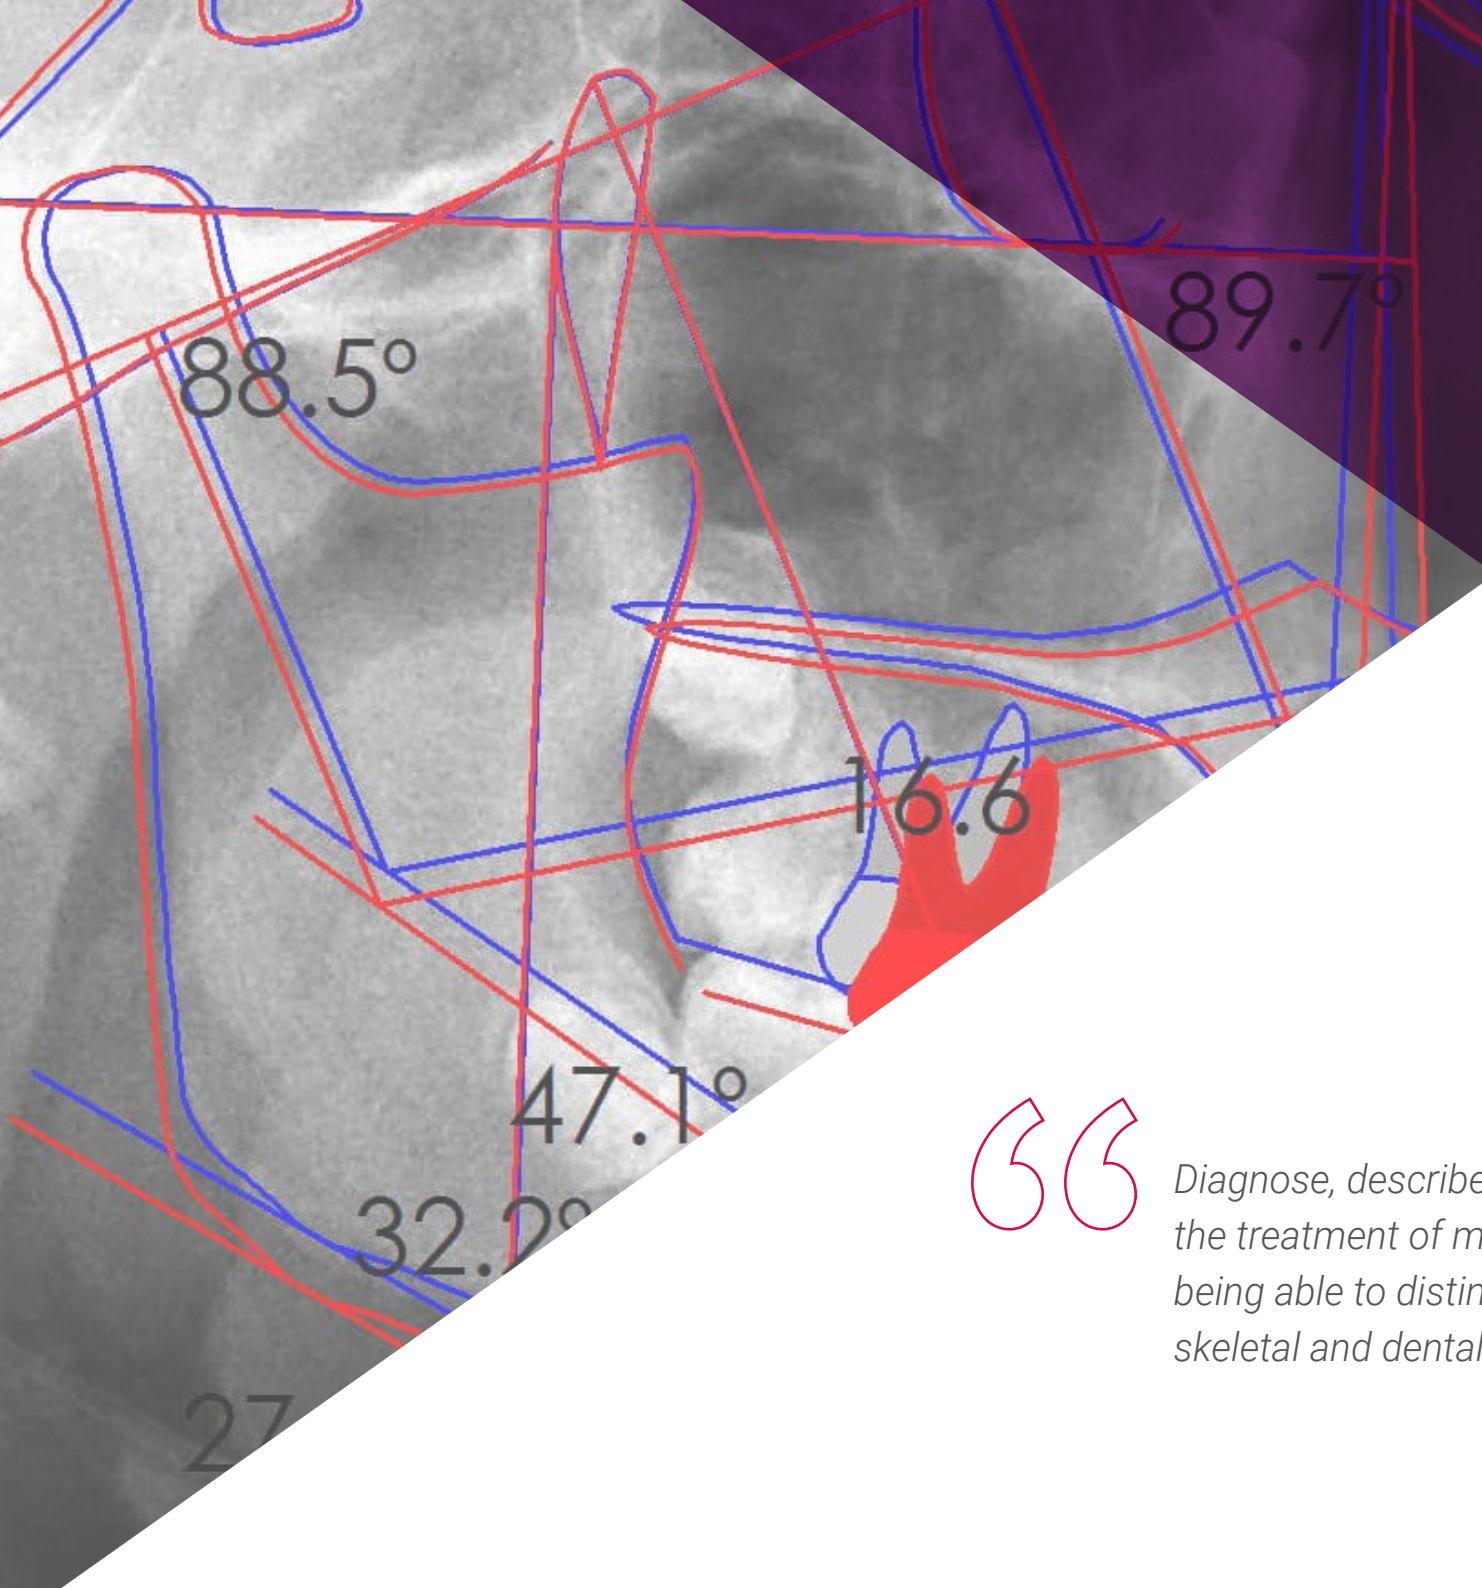 89.7°
88.5°
16.6
47.1°
32.2°
27
“
Diagnose, describe
the treatment of
being able to
skeletal and dental